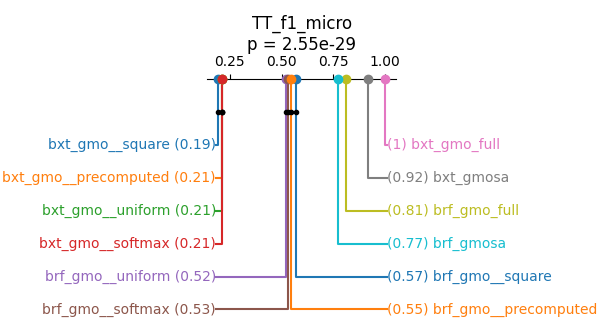 TT_f1_micro
p = 2.55e-29
0.25 0.50 0.75 1.00
bxt_gmo__square (0.19)
(1) bxt_gmo_full
bxt_gmo__precomputed (0.21)
(0.92) bxt_gmosa
bxt_gmo__uniform (0.21)
(0.81) brf_gmo_full
bxt_gmo__softmax (0.21)
(0.77) brf_gmosa
brf_gmo__uniform (0.52)
(0.57) brf_gmo__square
brf_gmo__softmax (0.53)
(0.55) brf_gmo__precomputed